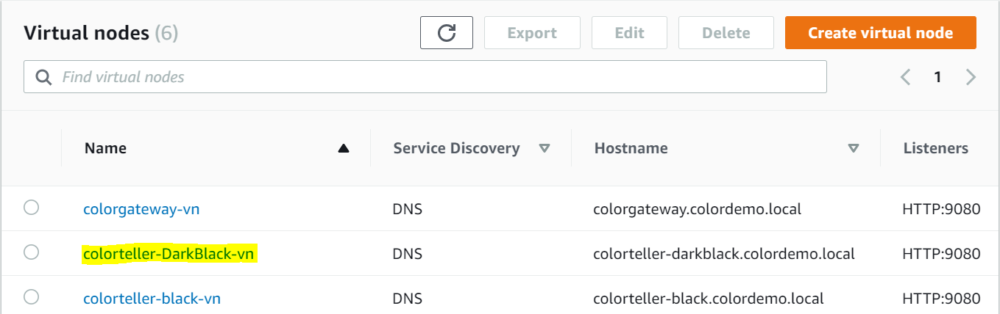 Virtual nodes (6) Export Edit Delete Create virtual node
Find virtual nodes 1
Name Service Discovery Hostname Listeners
colorgateway-vn DNS colorgateway.colordemo.local HTTP:9080
colorteller-DarkBlack-vn DNS colorteller-darkblack.colordemo.local HTTP:9080
colorteller-black-vn DNS colorteller-black.colordemo.local HTTP:9080